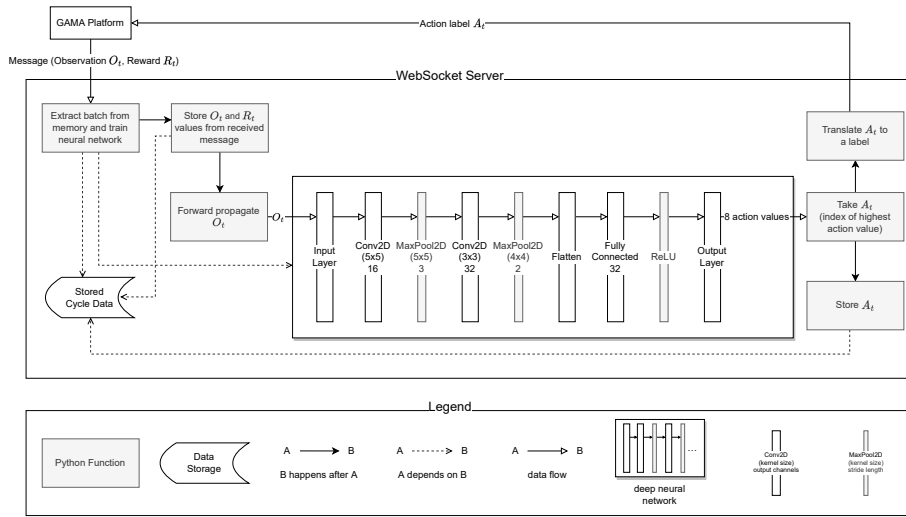 GAMA Platform
Action label A_t
Message (Observation O_t, Reward R_t)
WebSocket Server
Extract batch from
memory and train
neural network
Store O_t and R_t
values from received
message
Translate A_t to
a label
Forward propagate
O_t
O_t
8 action values
Take A_t
(index of highest
action value)
Input
Layer
Conv2D
(5x5)
16
MaxPool2D
(5x5)
3
Conv2D
(3x3)
32
MaxPool2D
(4x4)
2
Flatten
Fully
Connected
32
ReLU
Output
Layer
Stored
Cycle Data
Store A_t
Legend
Python Function
Data
Storage
A B
B happens after A
A B
A depends on B
A B
data flow
...
deep neural
network
Conv2D
(kernel size)
output channels
MaxPool2D
(kernel size)
stride length